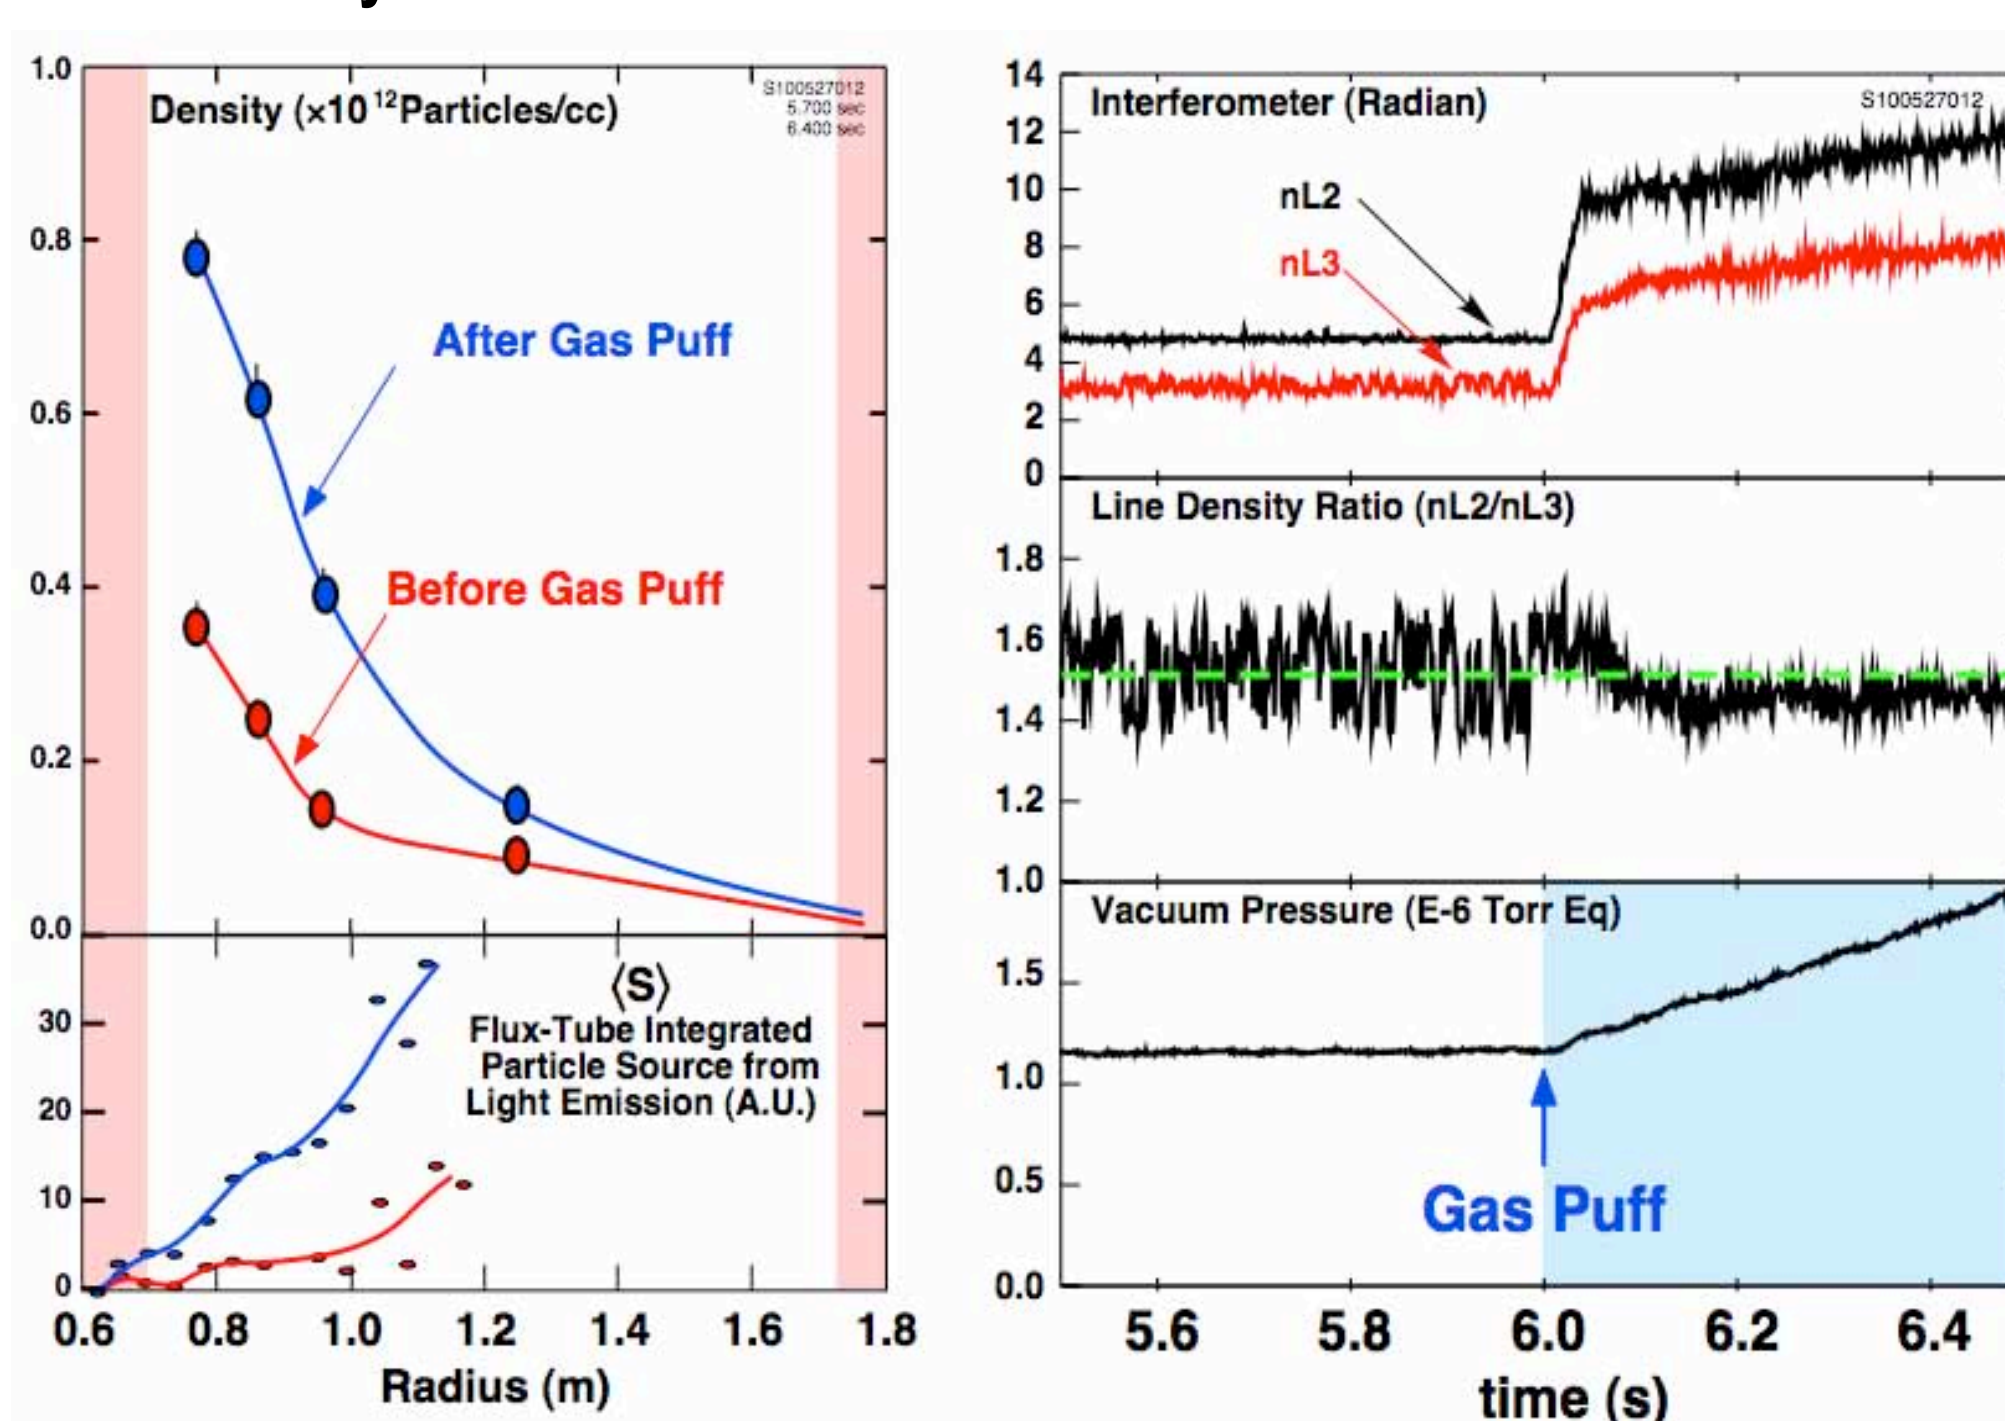 1.0
Density (×10¹²Particles/cc)
S100527012
5.700 sec
6.400 sec
0.8
After Gas Puff
0.6
0.4
Before Gas Puff
0.2
0.0
⟨S⟩
Flux-Tube Integrated
Particle Source from
Light Emission (A.U.)
30
20
10
0
0.6 0.8 1.0 1.2 1.4 1.6 1.8
Radius (m)
14
Interferometer (Radian)
S100527012
12
10
nL2
8
nL3
6
4
2
0
Line Density Ratio (nL2/nL3)
1.8
1.6
1.4
1.2
1.0
Vacuum Pressure (E-6 Torr Eq)
1.5
1.0
0.5
Gas Puff
0.0
5.6 5.8 6.0 6.2 6.4
time (s)